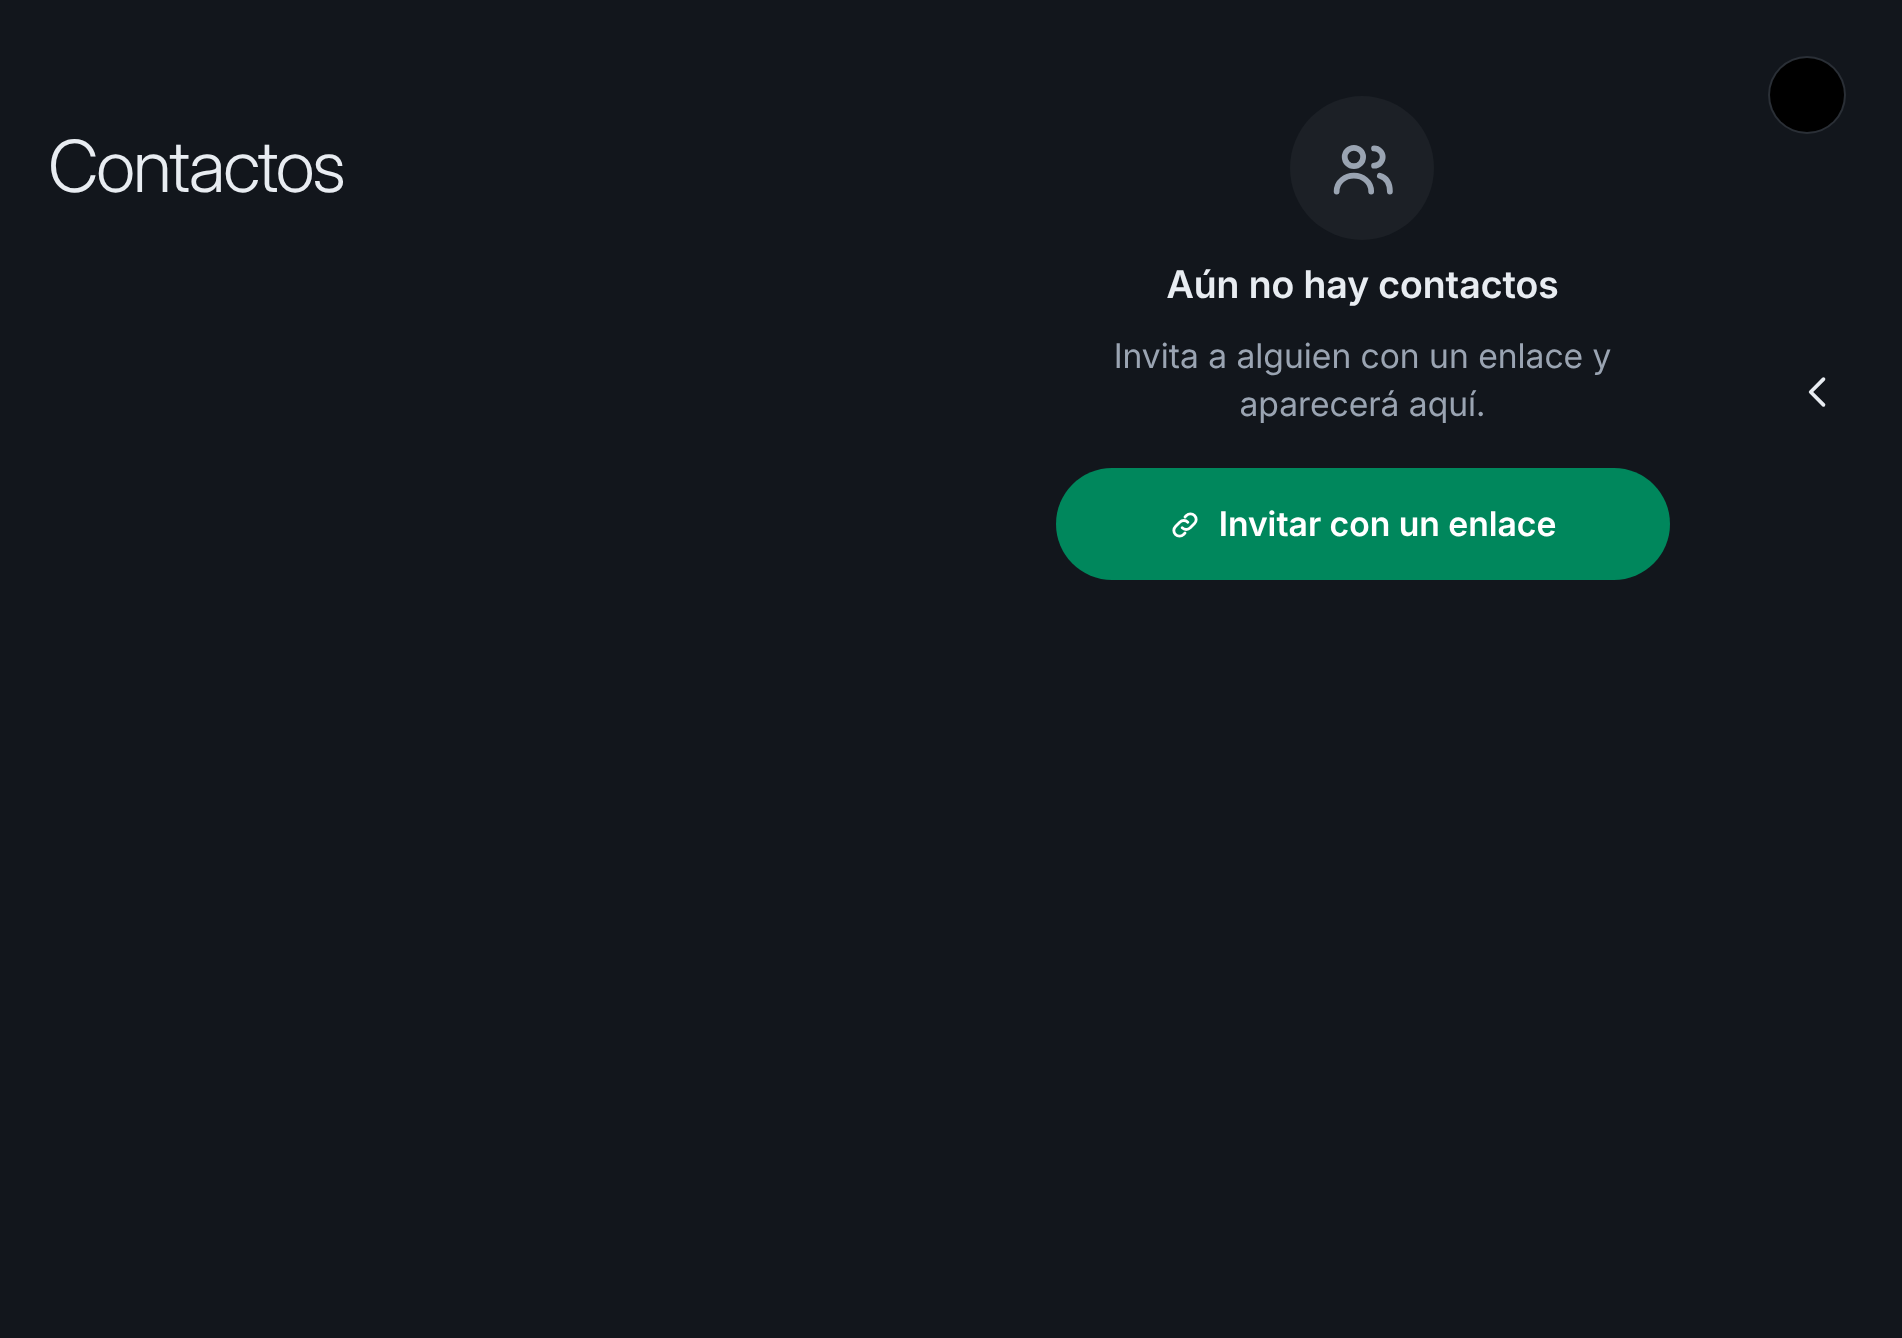 Contactos
Aún no hay contactos
Invita a alguien con un enlace y
aparecerá aquí.
Invitar con un enlace